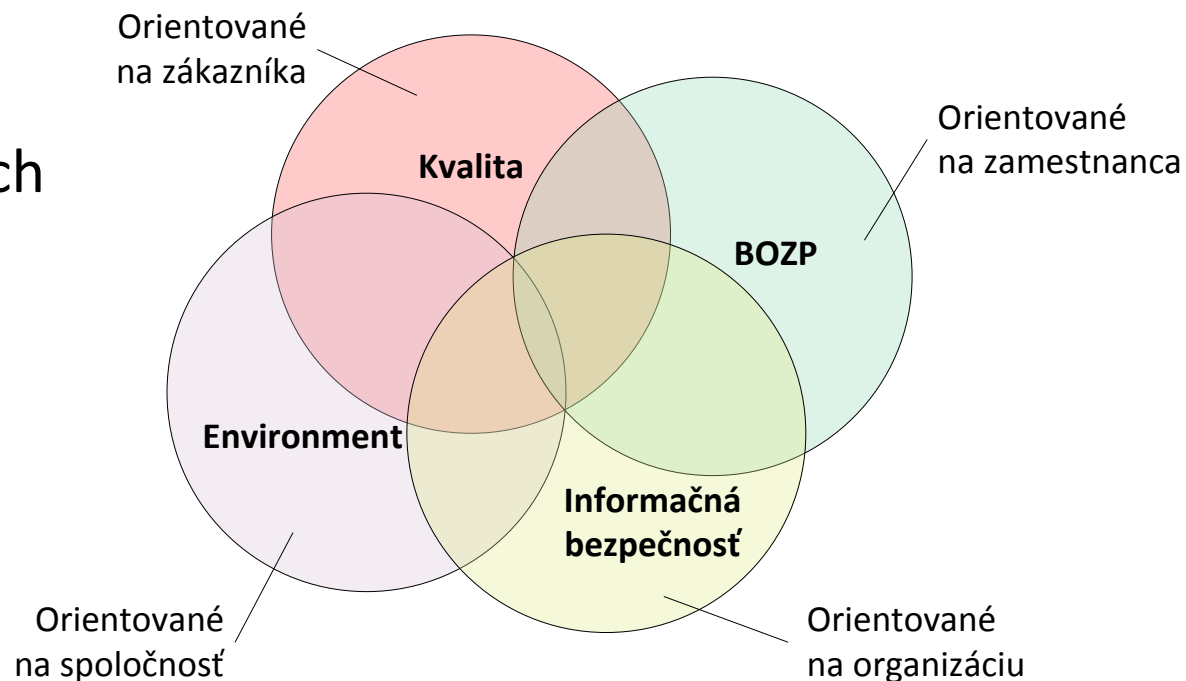 Orientované
na zákazníka
ch
Kvalita
Orientované
na zamestnanca
BOZP
Environment
Informačná
bezpečnosť
Orientované
na spoločnosť
Orientované
na organizáciu